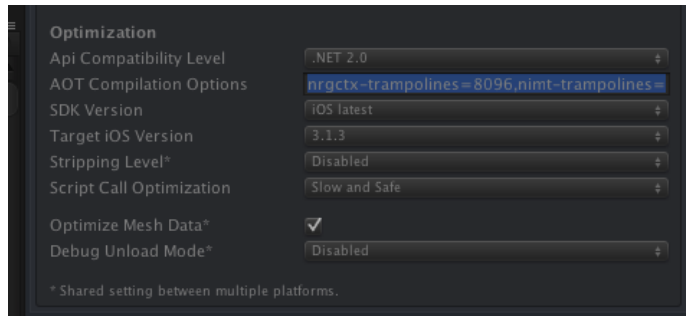 Optimization
Api Compatibility Level .NET 2.0
AOT Compilation Options nrgctx-trampolines=8096,nimt-trampolines=
SDK Version iOS latest
Target iOS Version 3.1.3
Stripping Level* Disabled
Script Call Optimization Slow and Safe
Optimize Mesh Data*
Debug Unload Mode* Disabled
* Shared setting between multiple platforms.